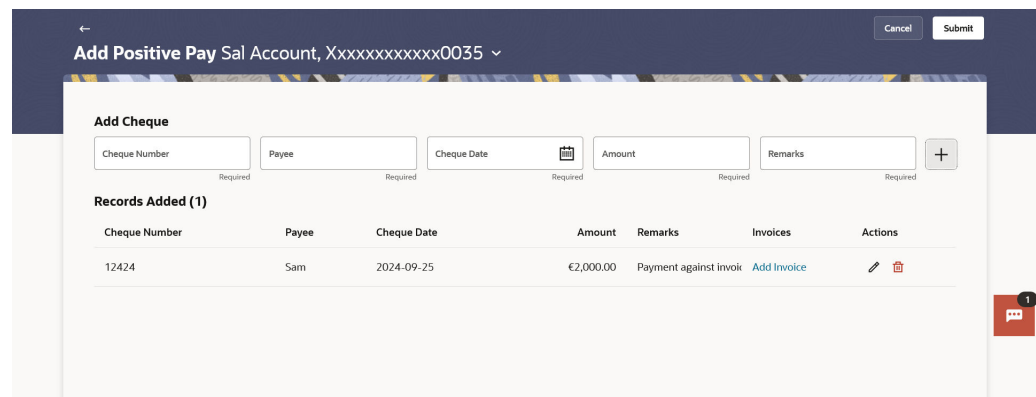 Cancel Submit
Add Positive Pay Sal Account, Xxxxxxxxxxxx0035
Add Cheque
Cheque Number Payee Cheque Date Amount Remarks
Required Required Required Required Required
Records Added (1)
Cheque Number Payee Cheque Date Amount Remarks Invoices Actions
12424 Sam 2024-09-25 €2,000.00 Payment against invoic Add Invoice
1